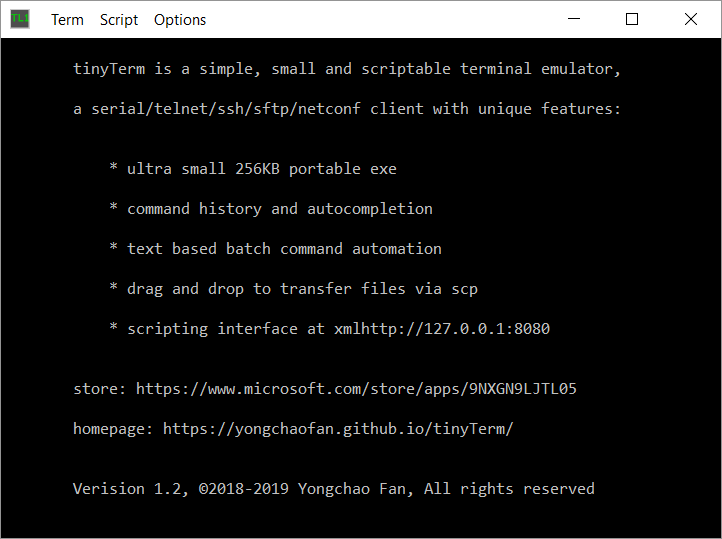 TL1
Term Script Options
tinyTerm is a simple, small and scriptable terminal emulator,
a serial/telnet/ssh/sftp/netconf client with unique features:
* ultra small 256KB portable exe
* command history and autocompletion
* text based batch command automation
* drag and drop to transfer files via scp
* scripting interface at xmlhttp://127.0.0.1:8080
store: https://www.microsoft.com/store/apps/9NXGN9LJTL05
homepage: https://yongchaofan.github.io/tinyTerm/
Verision 1.2, ©2018-2019 Yongchao Fan, All rights reserved